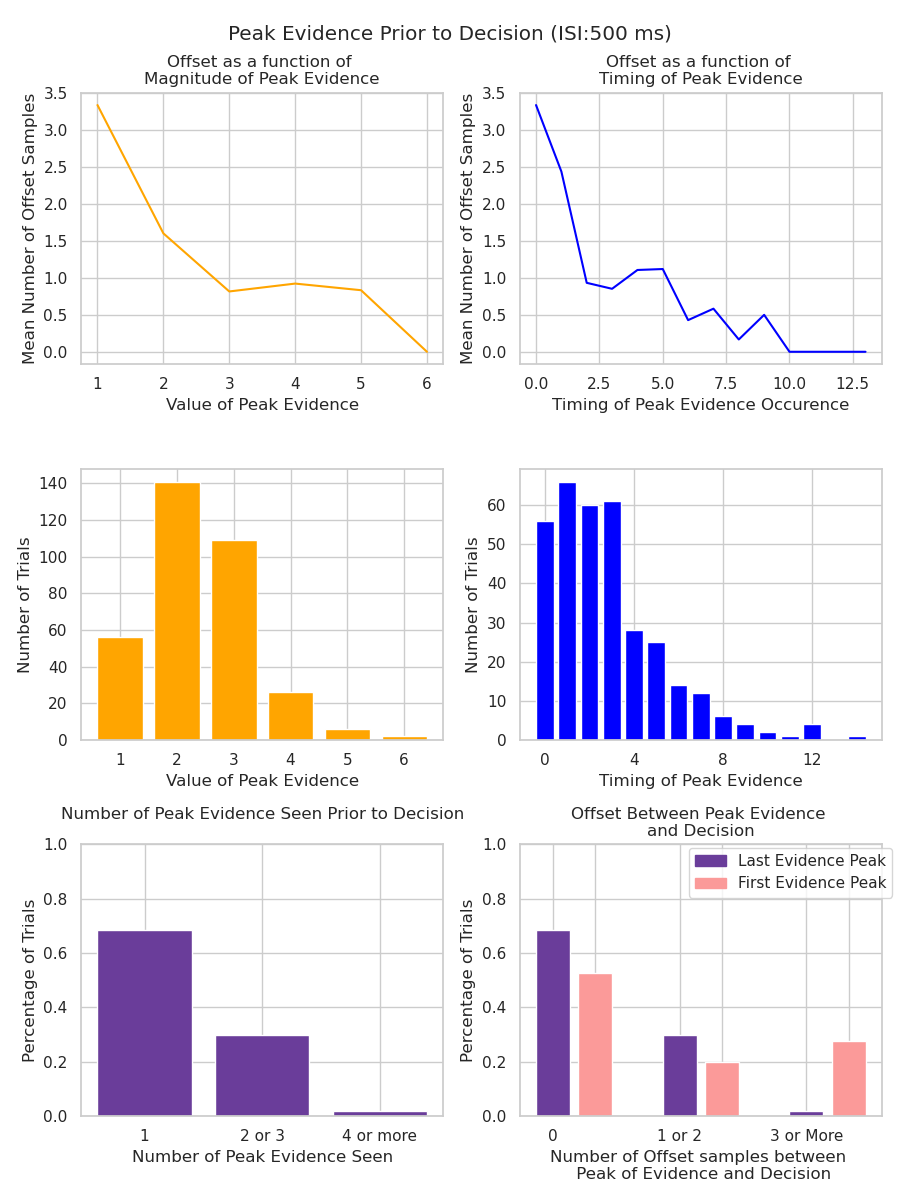 Peak Evidence Prior to Decision (ISI:500 ms)
Offset as a function of
Magnitude of Peak Evidence
Mean Number of Offset Samples
3.5
3.0
2.5
2.0
1.5
1.0
0.5
0.0
1 2 3 4 5 6
Value of Peak Evidence
Offset as a function of
Timing of Peak Evidence
Mean Number of Offset Samples
3.5
3.0
2.5
2.0
1.5
1.0
0.5
0.0
0.0 2.5 5.0 7.5 10.0 12.5
Timing of Peak Evidence Occurence
Number of Trials
140
120
100
80
60
40
20
0
1 2 3 4 5 6
Value of Peak Evidence
Number of Trials
60
50
40
30
20
10
0
0 4 8 12
Timing of Peak Evidence
Number of Peak Evidence Seen Prior to Decision
Percentage of Trials
1.0
0.8
0.6
0.4
0.2
0.0
1 2 or 3 4 or more
Number of Peak Evidence Seen
Offset Between Peak Evidence
and Decision
Last Evidence Peak
First Evidence Peak
Percentage of Trials
1.0
0.8
0.6
0.4
0.2
0.0
0 1 or 2 3 or More
Number of Offset samples between
Peak of Evidence and Decision